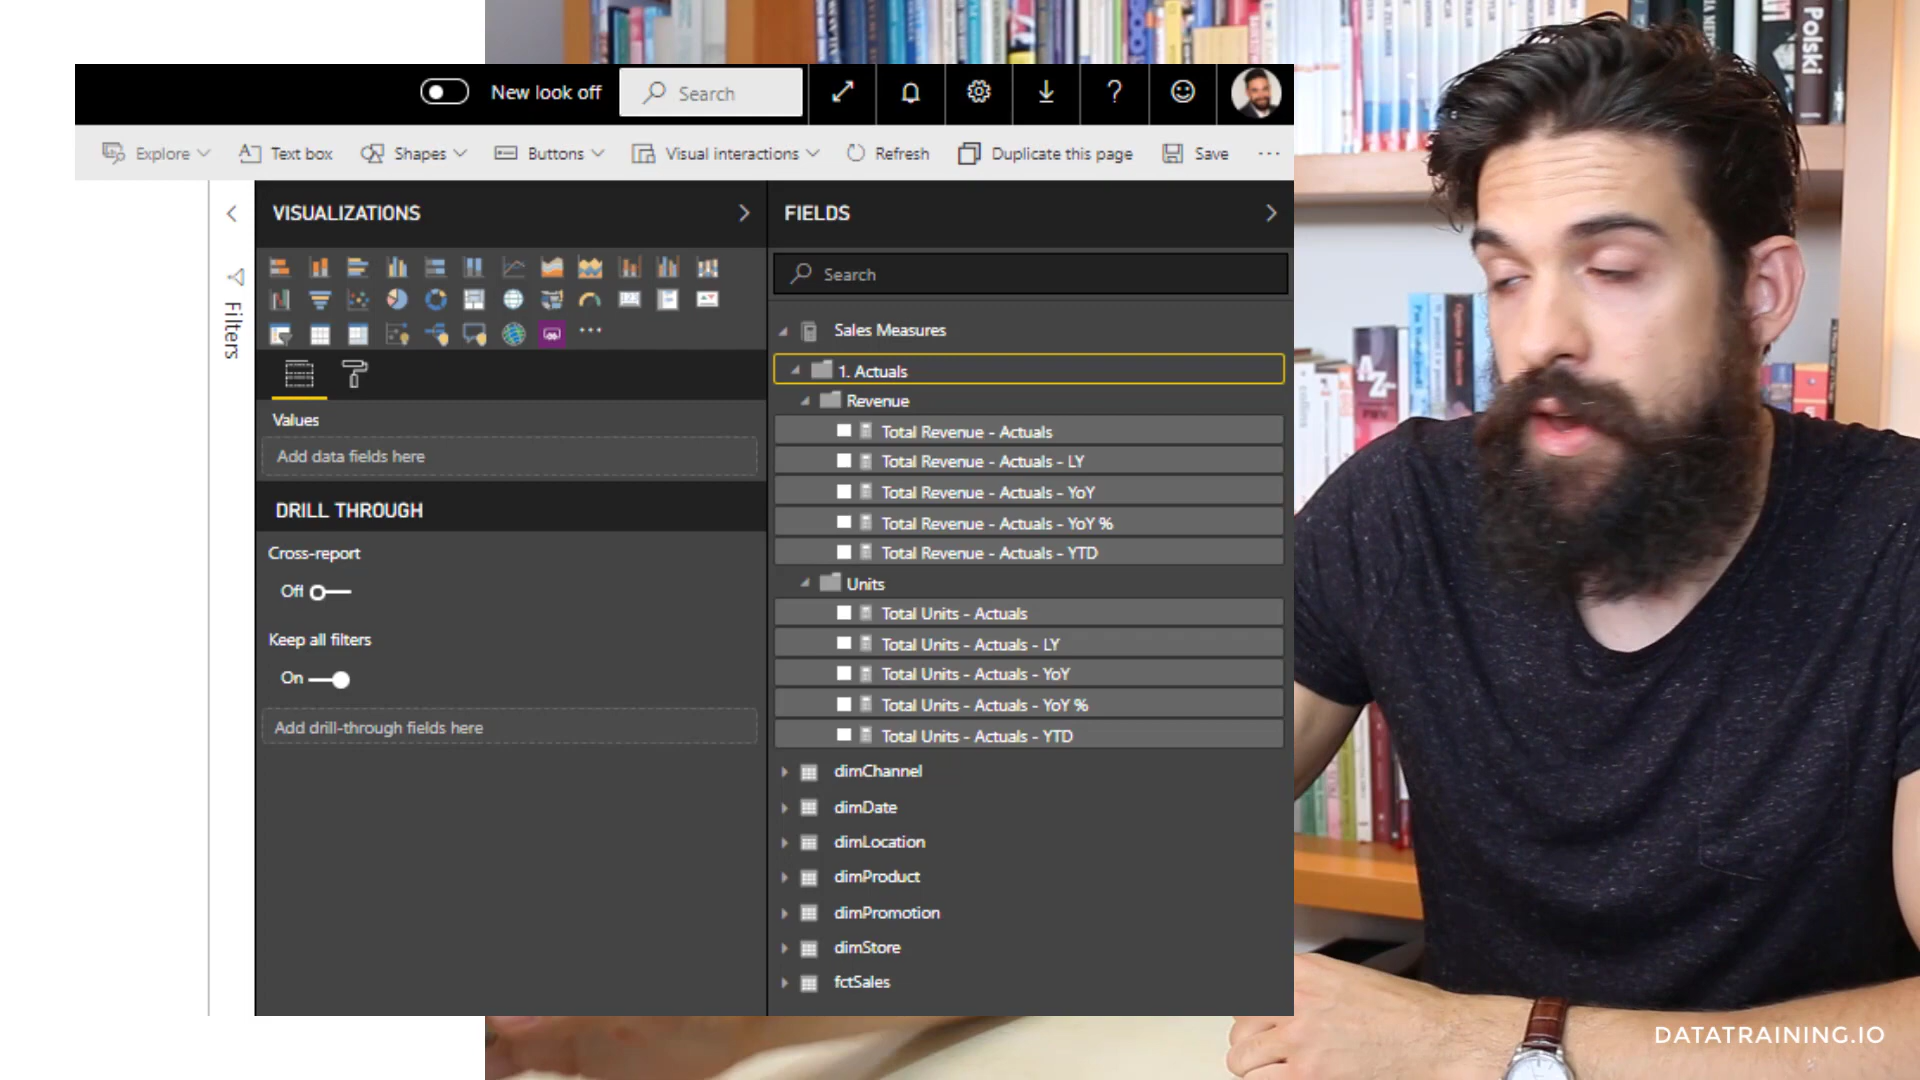 New look off
Search
Explore
Text box
Shapes
Buttons
Visual interactions
Refresh
Duplicate this page
Save
Filters
VISUALIZATIONS
Values
Add data fields here
DRILL THROUGH
Cross-report
Off
Keep all filters
On
Add drill-through fields here
FIELDS
Search
Sales Measures
1. Actuals
Revenue
Total Revenue - Actuals
Total Revenue - Actuals - LY
Total Revenue - Actuals - YoY
Total Revenue - Actuals - YoY %
Total Revenue - Actuals - YTD
Units
Total Units - Actuals
Total Units - Actuals - LY
Total Units - Actuals - YoY
Total Units - Actuals - YoY %
Total Units - Actuals - YTD
dimChannel
dimDate
dimLocation
dimProduct
dimPromotion
dimStore
fctSales
Polski
DATATRAINING.IO